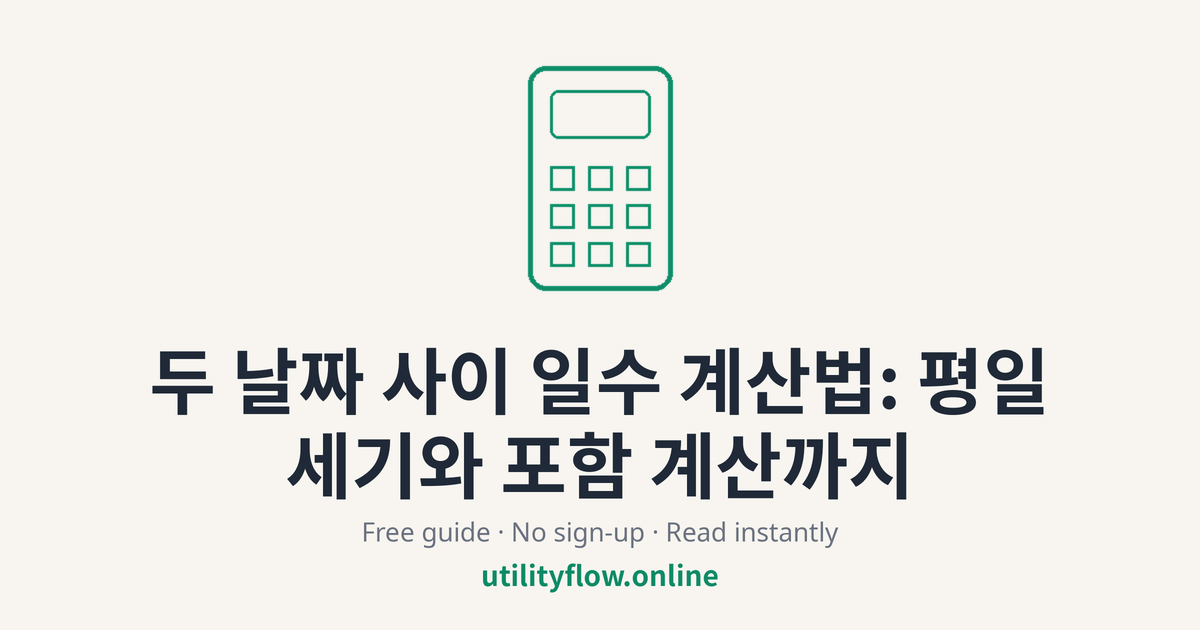 두 날짜 사이 일수 계산법: 평일
세기와 포함 계산까지
Free guide · No sign-up · Read instantly
utilityflow.online